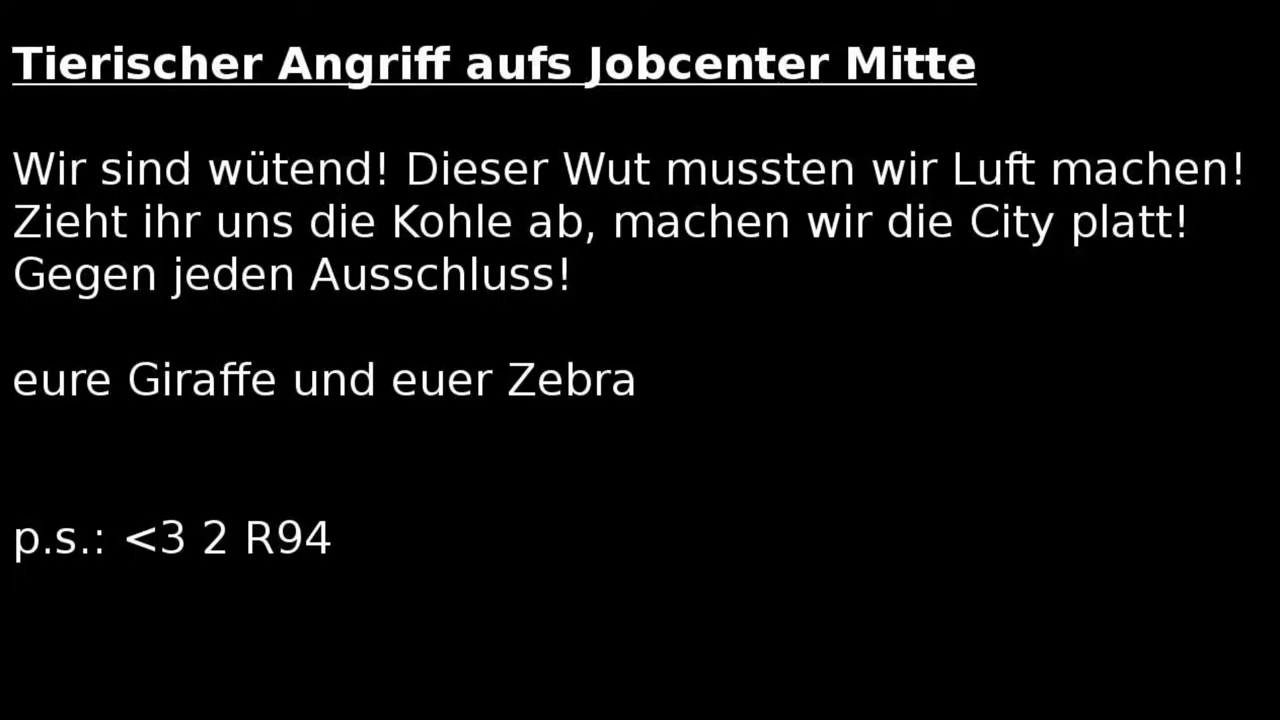 Tierischer Angriff aufs Jobcenter Mitte
Wir sind wütend! Dieser Wut mussten wir Luft machen!
Zieht ihr uns die Kohle ab, machen wir die City platt!
Gegen jeden Ausschluss!
eure Giraffe und euer Zebra
p.s.: <3 2 R94